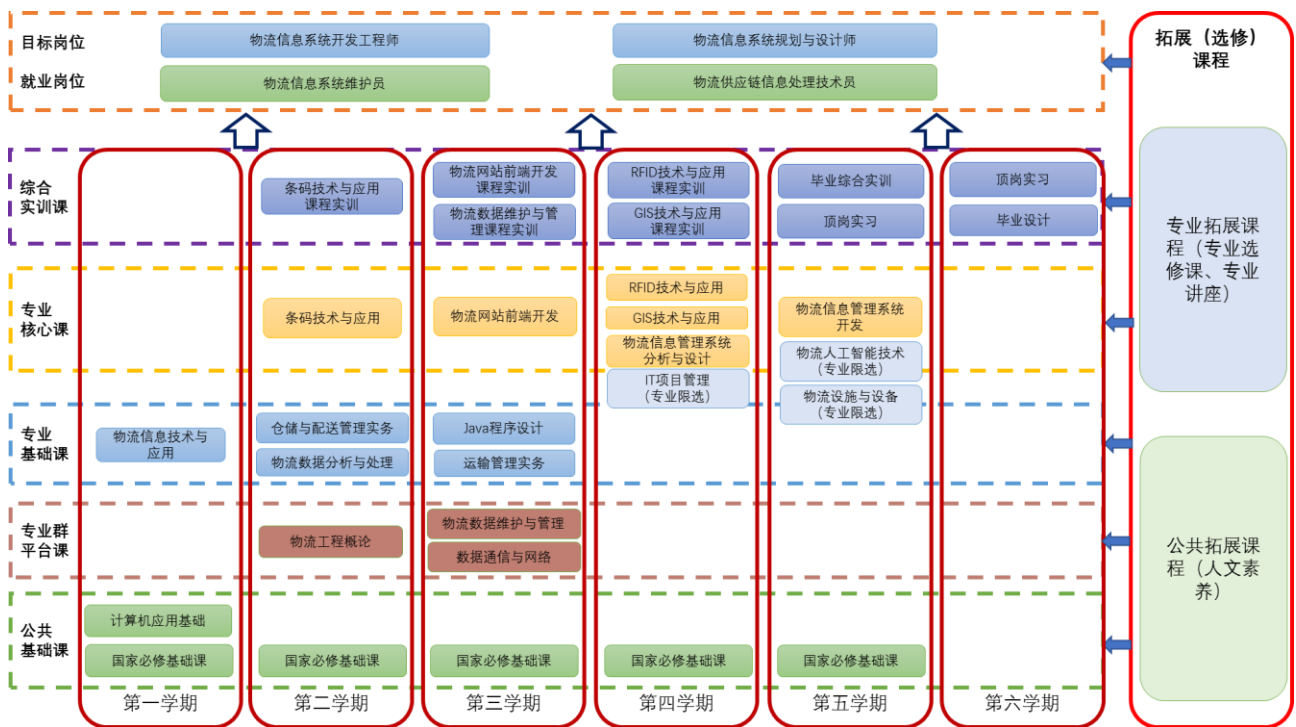 目标岗位
物流信息系统开发工程师
物流信息系统规划与设计师
就业岗位
物流信息系统维护员
物流供应链信息处理技术员
拓展（选修）
课程
综合
实训课
条码技术与应用
课程实训
物流网站前端开发
课程实训
物流数据维护与管
理课程实训
RFID技术与应用
课程实训
GIS技术与应用
课程实训
毕业综合实训
顶岗实习
顶岗实习
毕业设计
专业
核心课
条码技术与应用
物流网站前端开发
RFID技术与应用
GIS技术与应用
物流信息管理系统
分析与设计
IT项目管理
（专业限选）
物流信息管理系统
开发
物流人工智能技术
（专业限选）
物流设施与设备
（专业限选）
专业
基础课
物流信息技术与
应用
仓储与配送管理实务
物流数据分析与处理
Java程序设计
运输管理实务
专业群
平台课
物流工程概论
物流数据维护与管理
数据通信与网络
公共
基础课
计算机应用基础
国家必修基础课
国家必修基础课
国家必修基础课
国家必修基础课
国家必修基础课
第一学期
第二学期
第三学期
第四学期
第五学期
第六学期
专业拓展课
程（专业选
修课、专业
讲座）
公共拓展课
程（人文素
养）